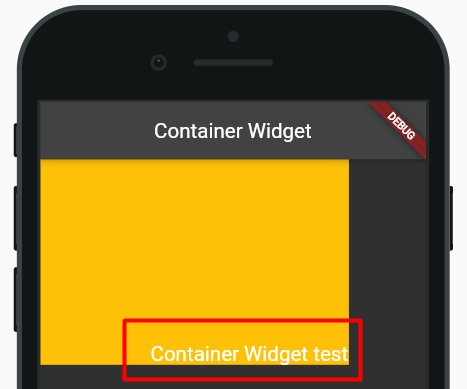 Container Widget
DEBUG
Container Widget test